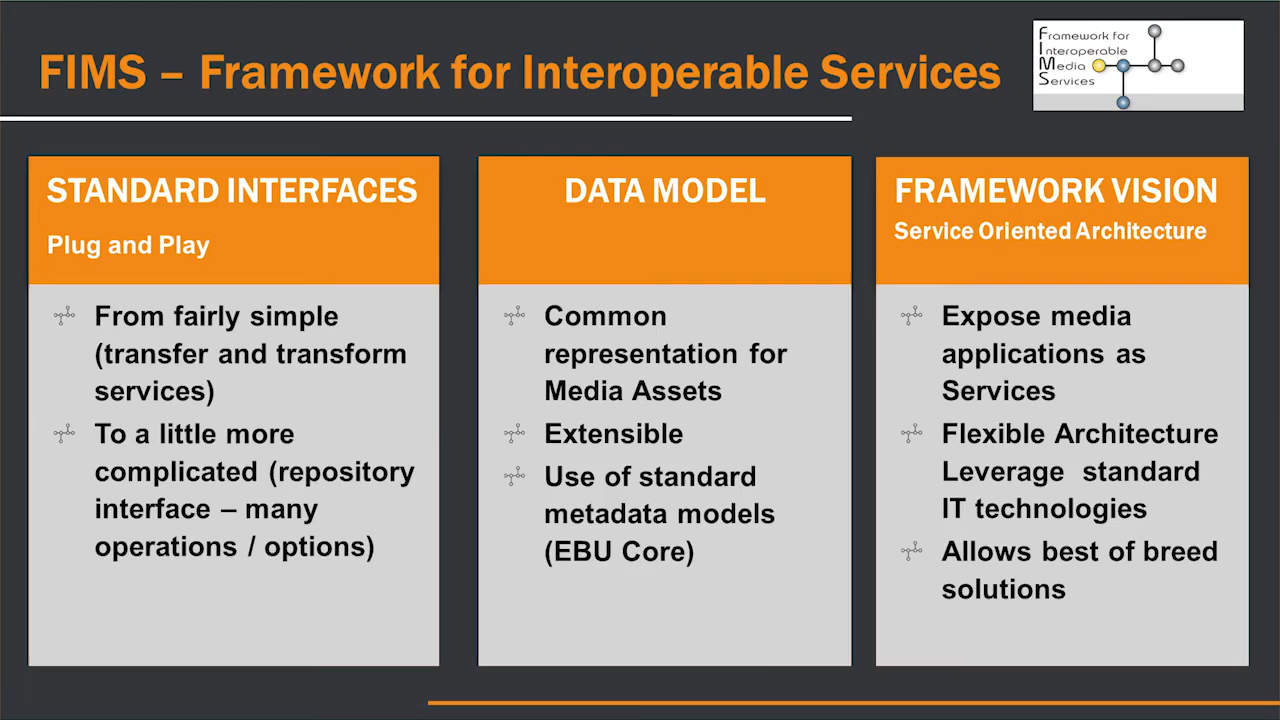 FIMS – Framework for Interoperable Services
Framework for
Interoperable
Media
Services
STANDARD INTERFACES
Plug and Play
From fairly simple
(transfer and transform
services)
To a little more
complicated (repository
interface – many
operations / options)
DATA MODEL
Common
representation for
Media Assets
Extensible
Use of standard
metadata models
(EBU Core)
FRAMEWORK VISION
Service Oriented Architecture
Expose media
applications as
Services
Flexible Architecture
Leverage standard
IT technologies
Allows best of breed
solutions